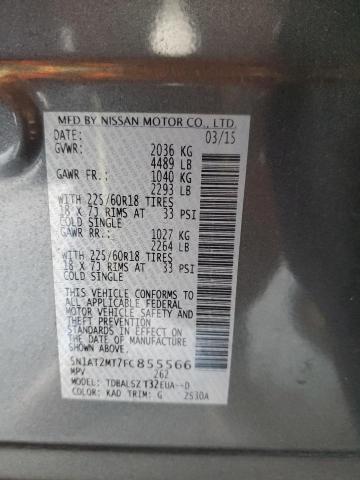 MFD BY NISSAN MOTOR CO., LTD.
DATE: 03/15
GVWR: 2036 KG
4489 LB
GAWR FR.: 1040 KG
2293 LB
WITH 225/60R18 TIRES
18 X 7J RIMS AT 33 PSI
COLD SINGLE
GAWR RR.: 1027 KG
2264 LB
WITH 225/60R18 TIRES
18 X 7J RIMS AT 33 PSI
COLD SINGLE
THIS VEHICLE CONFORMS TO
ALL APPLICABLE FEDERAL
MOTOR VEHICLE SAFETY AND
THEFT PREVENTION
STANDARDS IN EFFECT ON
THE DATE OF MANUFACTURE
SHOWN ABOVE.
5N1AT2MT7FC855566
MPV 262
MODEL: TDBALSZ T32EUA--D
COLOR: KAD TRIM: G 2S30A